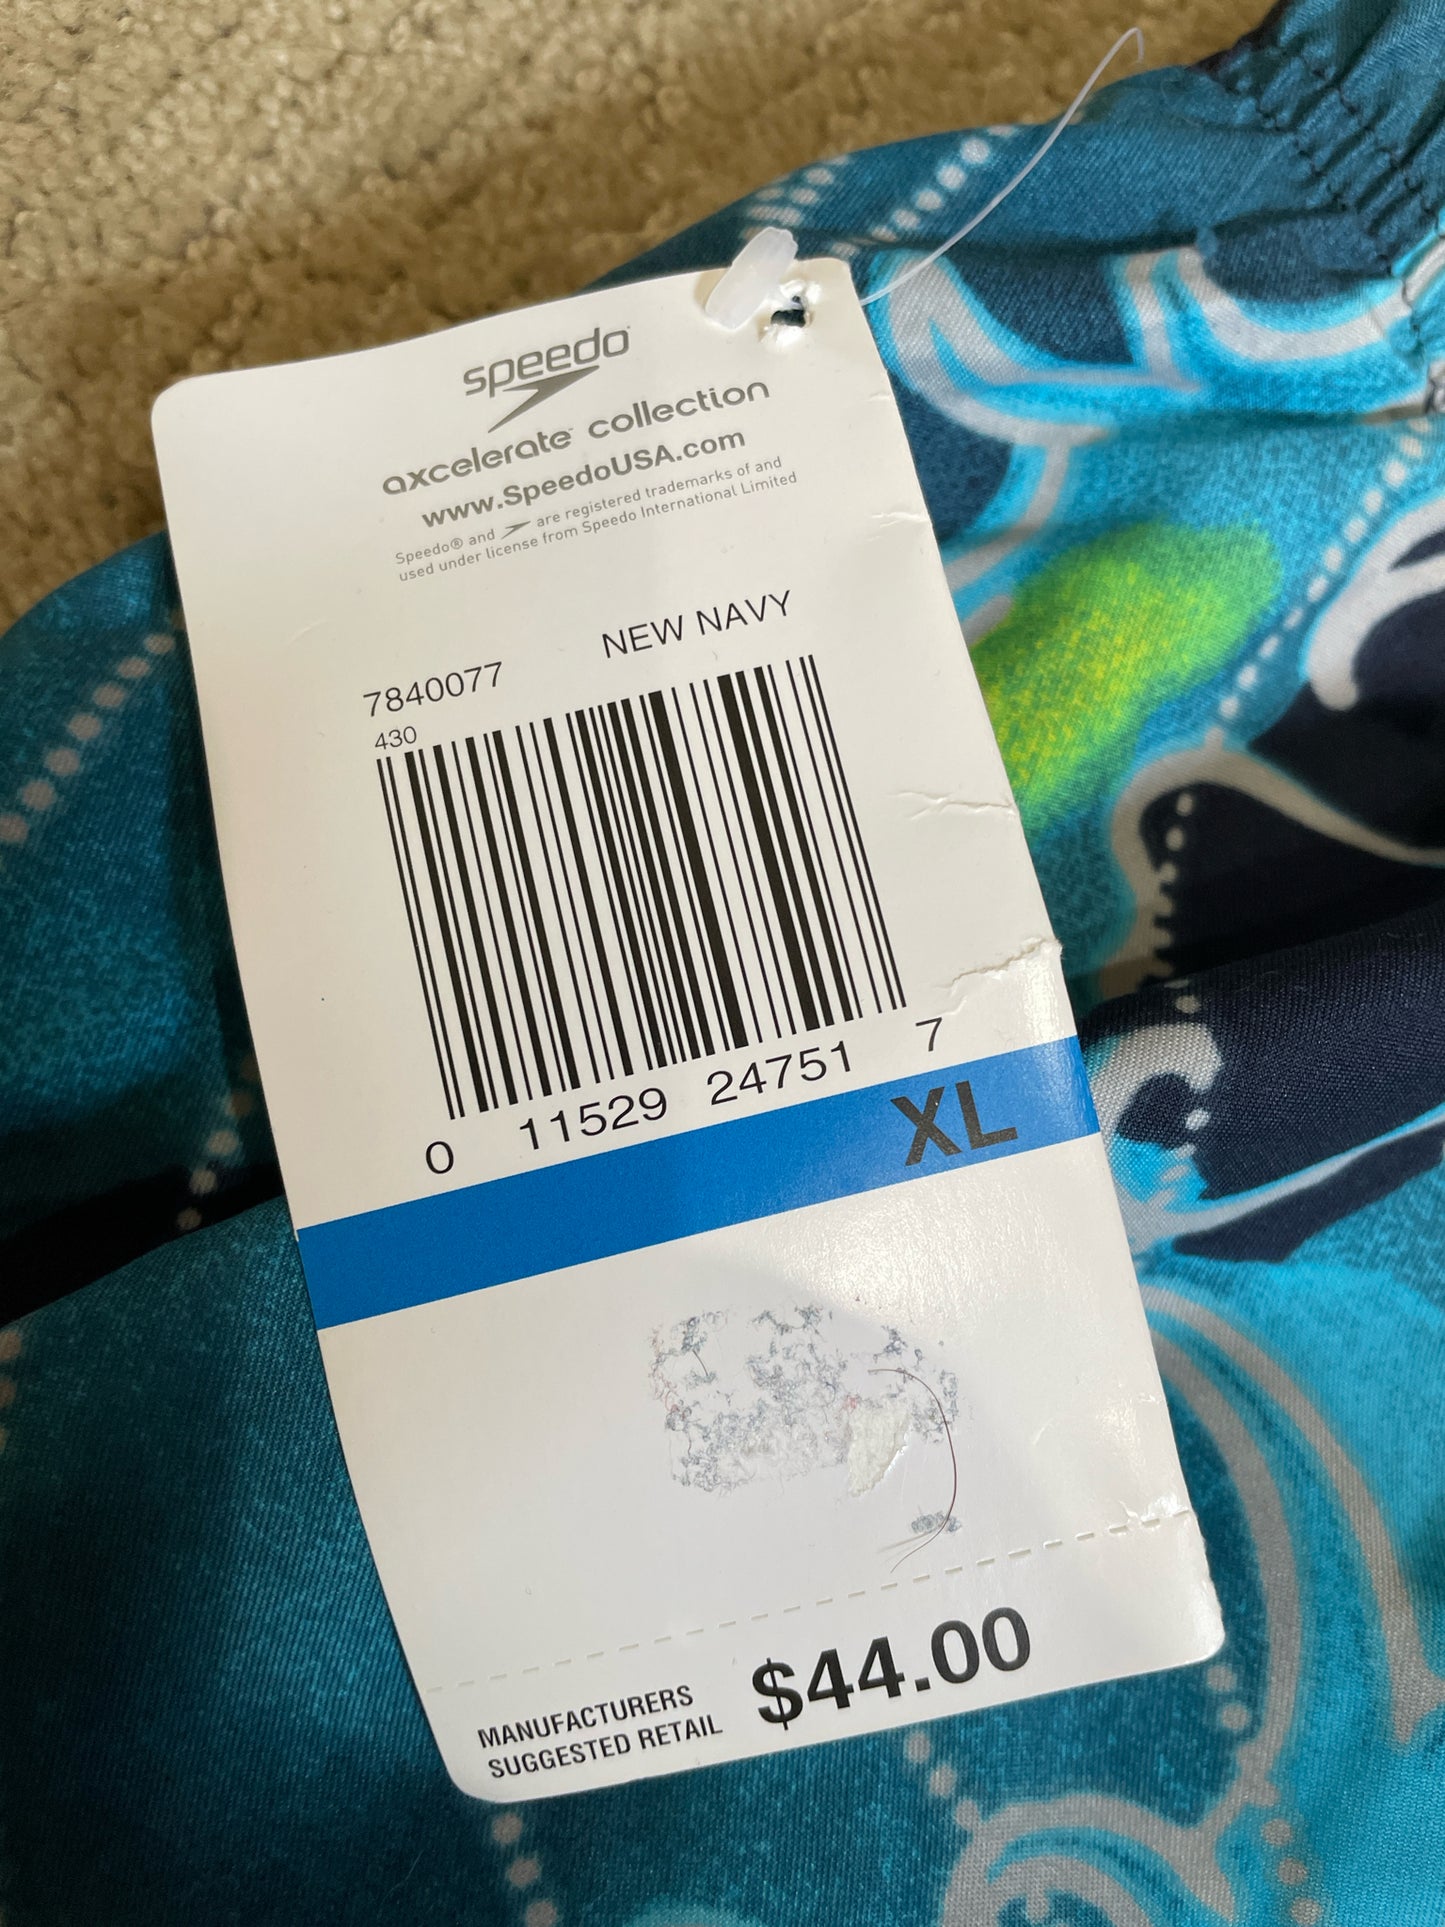 speedo
axcelerate™ collection
www.SpeedoUSA.com
Speedo® and are registered trademarks of and
used under license from Speedo International Limited
7840077 NEW NAVY
430
0 11529 24751 7
XL
MANUFACTURERS
SUGGESTED RETAIL $44.00